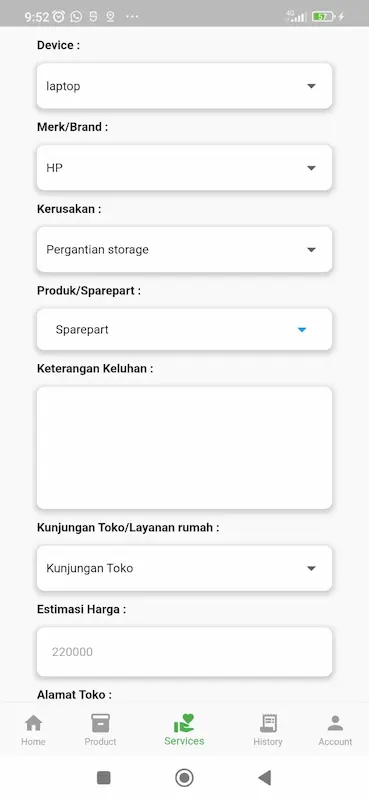 9:52
4G
57
Device :
laptop
Merk/Brand :
HP
Kerusakan :
Pergantian storage
Produk/Sparepart :
Sparepart
Keterangan Keluhan :
Kunjungan Toko/Layanan rumah :
Kunjungan Toko
Estimasi Harga :
220000
Alamat Toko :
Home Product Services History Account